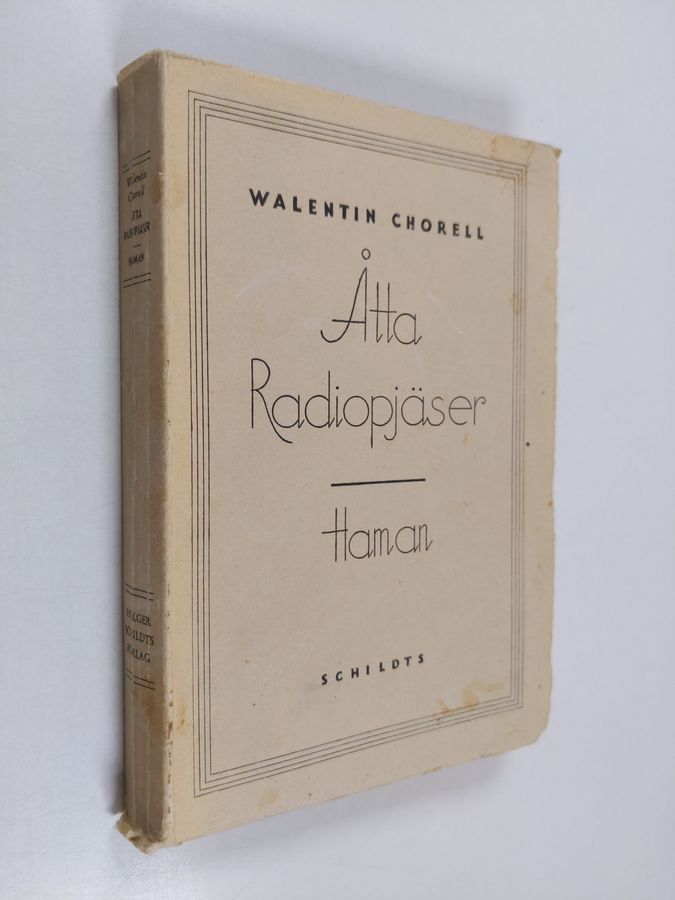 WALENTIN CHORELL
Åtta
Radiopjäser
Haman
SCHILDTS
Walentin
Chorell
ÅTTA
RADIOPJÄSER
HAMAN
HOLGER
SCHILDTS
FÖRLAG